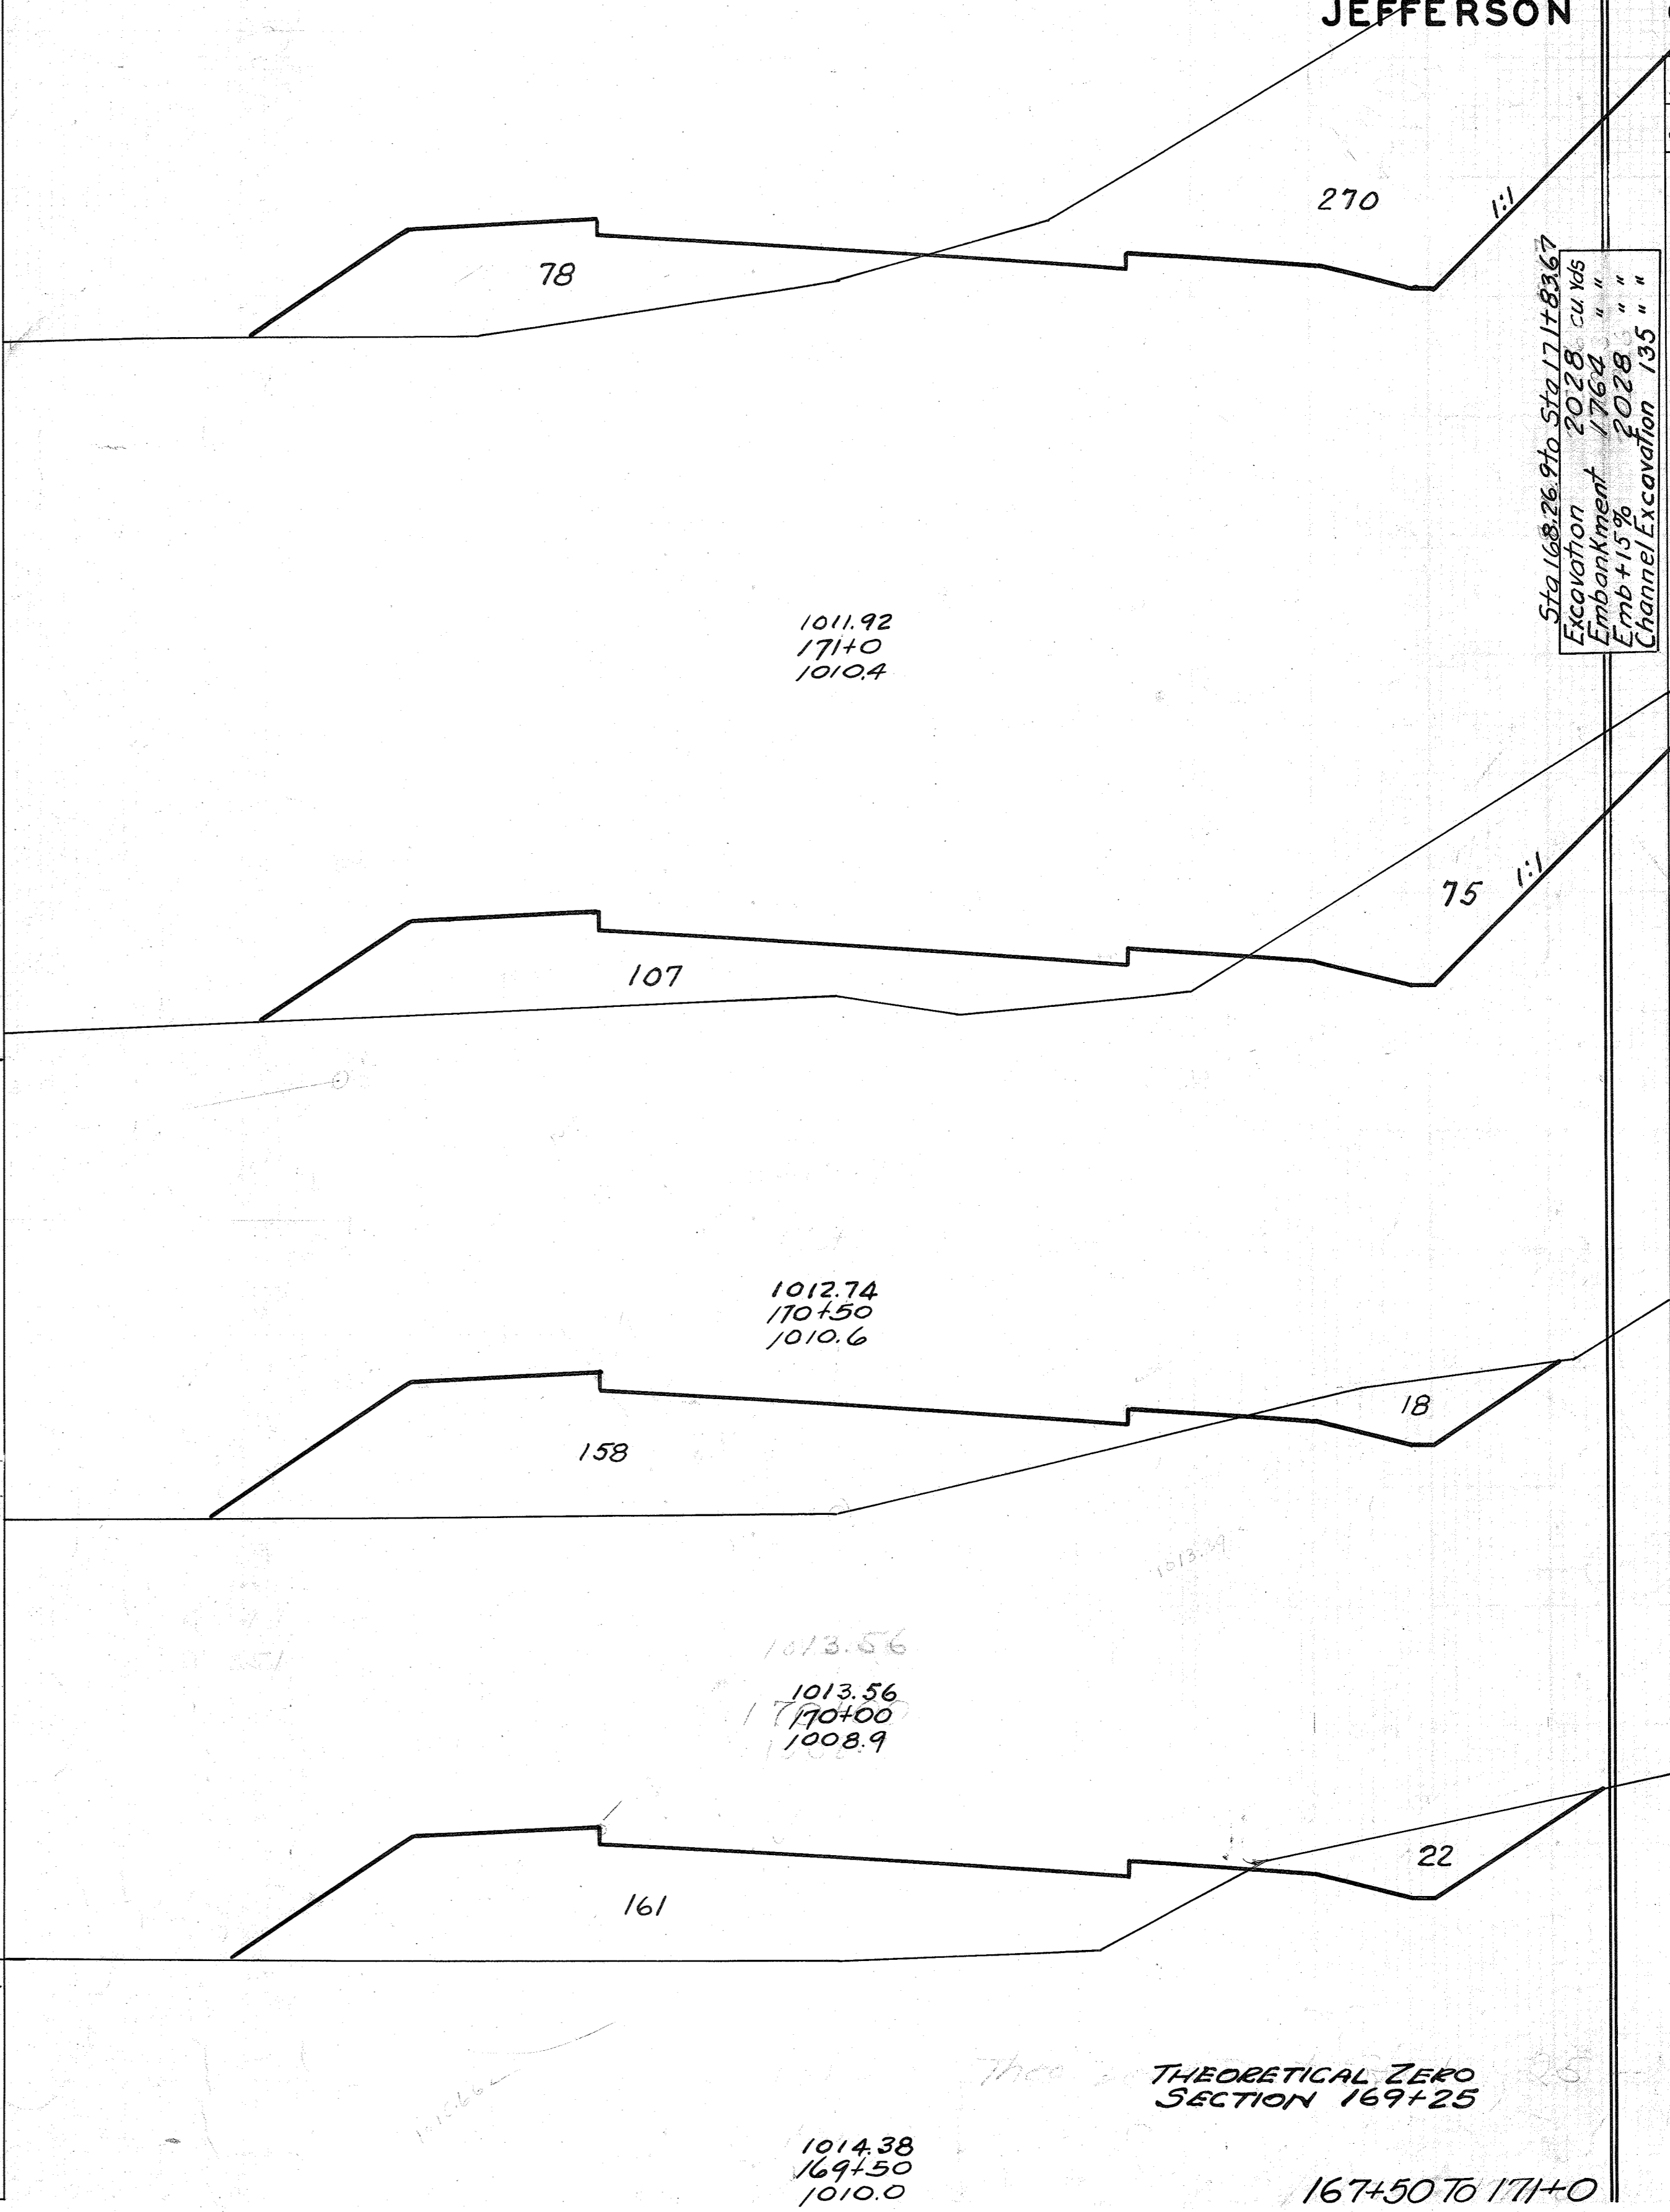 JEFFERSON
270
1:1
78
Sta 168.26.9 to Sta 171+83.67
Excavation 2028 cu. Yds
Embankment 1764 " "
Emb+15% 2028 " "
Channel Excavation 135 " "
1011.92
171+0
1010.4
75
1:1
107
1012.74
170+50
1010.6
18
158
1013.39
1013.56
1013.56
170+00
1008.9
22
161
THEORETICAL ZERO
SECTION 169+25
1014.38
169+50
1010.0
167+50 TO 171+0